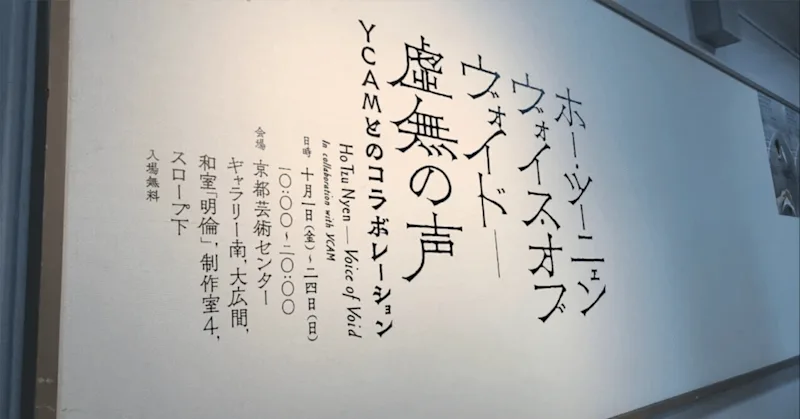 ホー・ツーニェン
ヴォイス・オブ
ヴォイド――
虚無の声
YCAMとのコラボレーション
Ho Tzu Nyen — Voice of Void
In collaboration with YCAM
日時 十月一日(金)〜二四日(日)
一〇:〇〇〜二〇:〇〇
会場 京都芸術センター
ギャラリー南,大広間,
和室「明倫」,制作室4,
スロープ下
入場無料